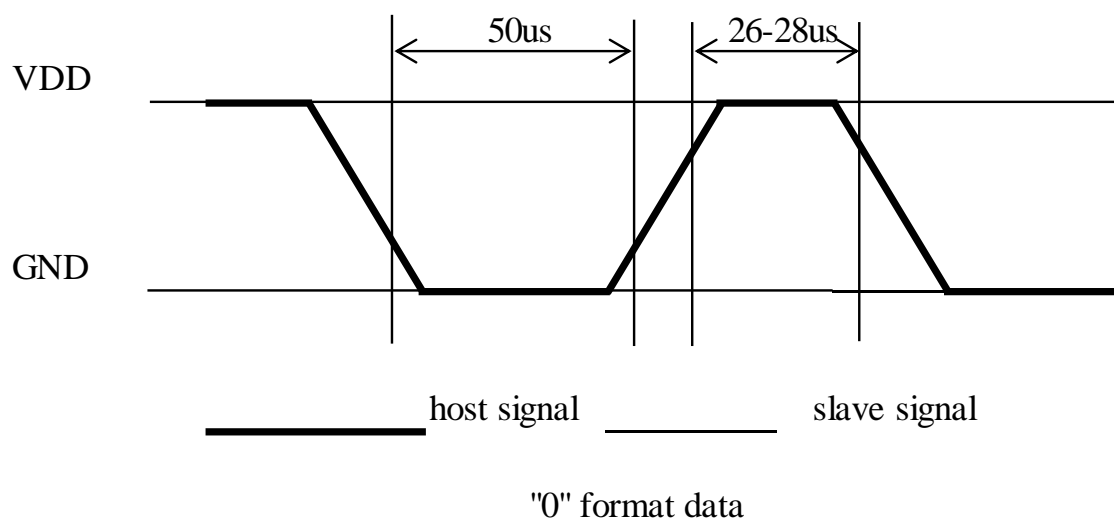 50us
26-28us
VDD
GND
host signal
slave signal
"0" format data